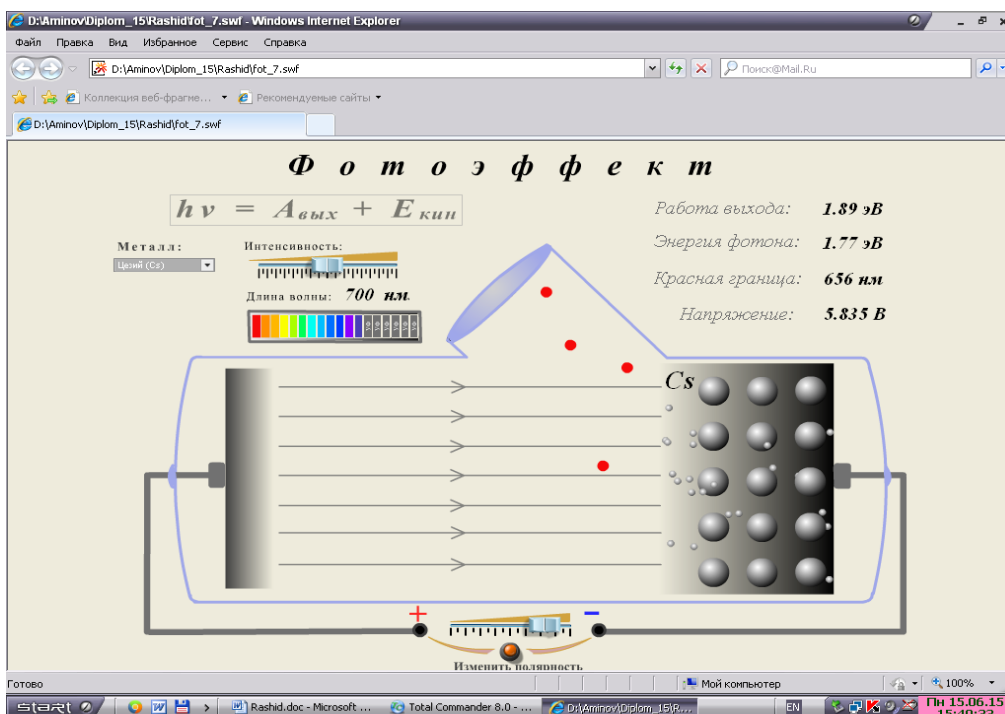 D:\Aminov\Diplom_15\Rashid\fot_7.swf - Windows Internet Explorer
Файл Правка Вид Избранное Сервис Справка
D:\Aminov\Diplom_15\Rashid\fot_7.swf Поиск@Mail.Ru
Коллекция веб-фрагме... Рекомендуемые сайты
D:\Aminov\Diplom_15\Rashid\fot_7.swf
Фотоэффект
hν = Aвых + Eкин
Работа выхода: 1.89 эВ
Энергия фотона: 1.77 эВ
Красная граница: 656 нм
Напряжение: 5.835 В
Металл:
Цезий (Cs)
Интенсивность:
Длина волны: 700 нм.
Cs
+ −
Изменить полярность
Готово Мой компьютер 100%
start Rashid.doc - Microsoft ... Total Commander 8.0 - ... D:\Aminov\Diplom_15\R... EN Пн 15.06.15
15:49:33